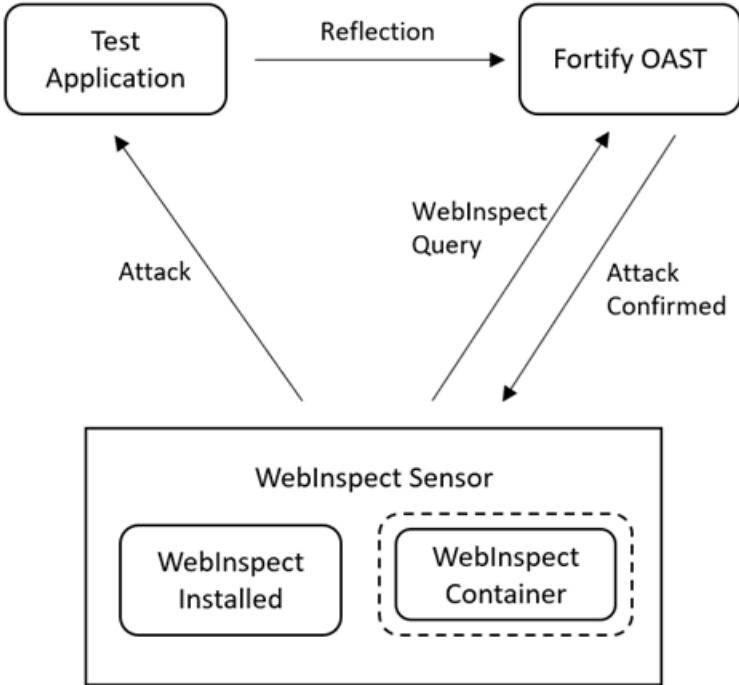 Test
Application
Reflection
Fortify OAST
WebInspect
Query
Attack
Attack
Confirmed
WebInspect Sensor
WebInspect
Installed
WebInspect
Container